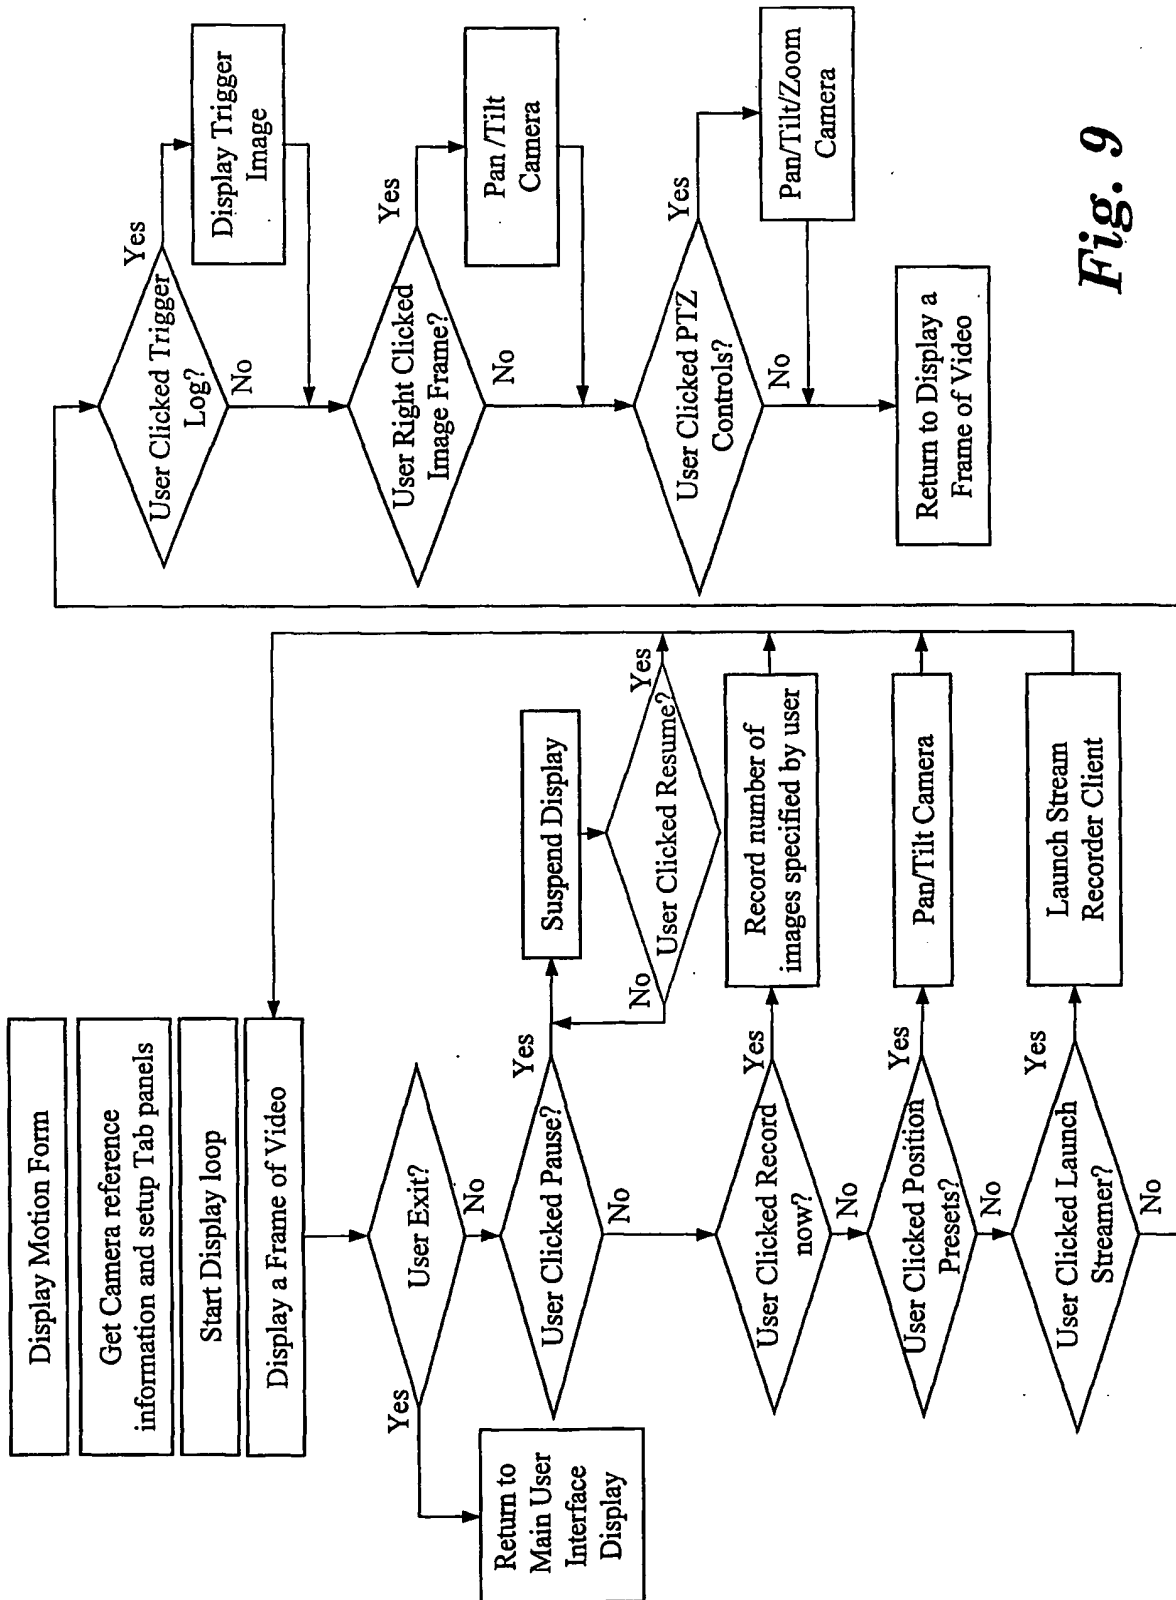 Display Motion Form
Get Camera reference
information and setup Tab panels
Start Display loop
Display a Frame of Video
User Exit?
Yes
No
Return to
Main User
Interface
Display
User Clicked Pause?
Yes
No
Suspend Display
User Clicked Resume?
Yes
No
User Clicked Record
now?
Yes
No
Record number of
images specified by user
User Clicked Position
Presets?
Yes
No
Pan/Tilt Camera
User Clicked Launch
Streamer?
Yes
No
Launch Stream
Recorder Client
User Clicked Trigger
Log?
Yes
No
Display Trigger
Image
User Right Clicked
Image Frame?
Yes
No
Pan /Tilt
Camera
User Clicked PTZ
Controls?
Yes
No
Pan/Tilt/Zoom
Camera
Return to Display a
Frame of Video
Fig. 9